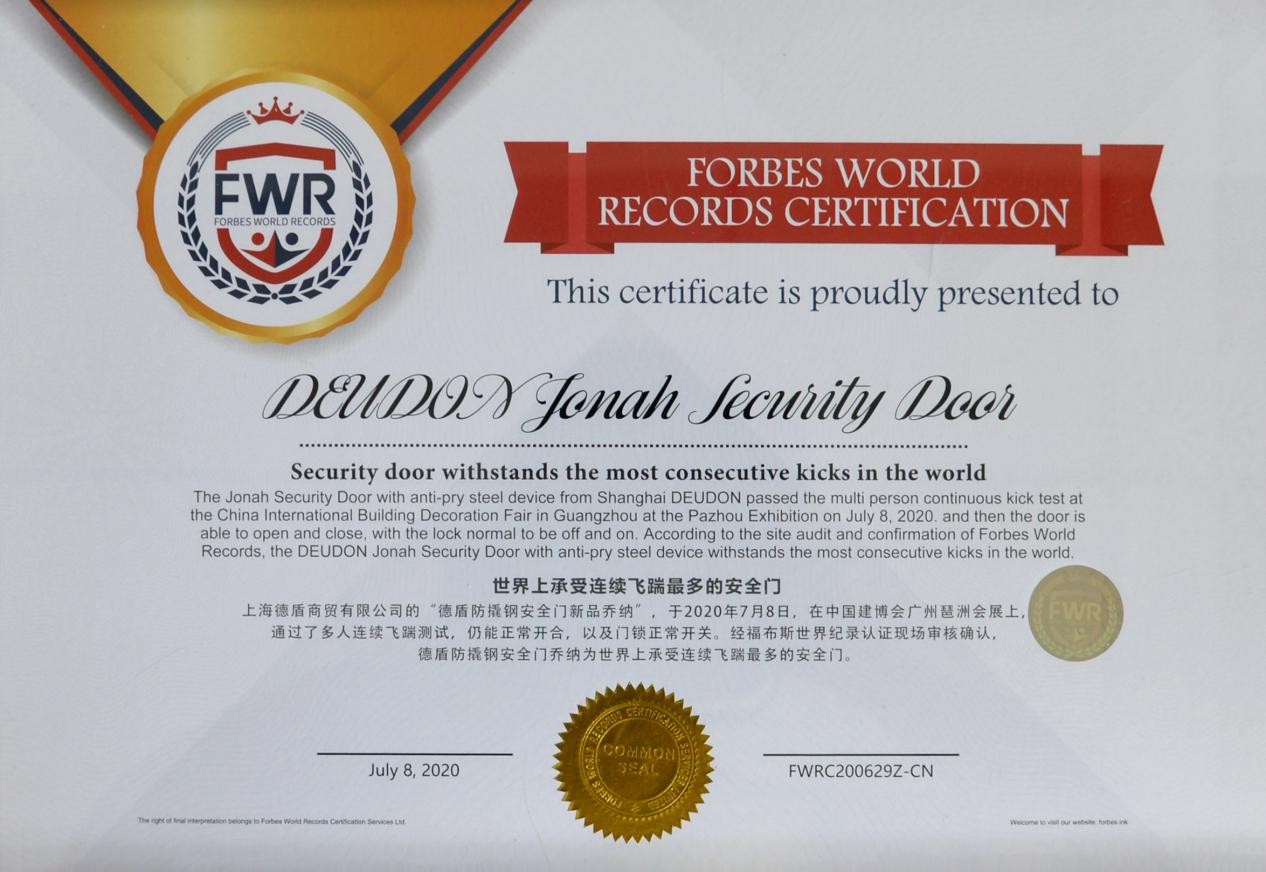 FWR
FORBES WORLD RECORDS
FORBES WORLD
RECORDS CERTIFICATION
This certificate is proudly presented to
DEUDON Jonah Security Door
Security door withstands the most consecutive kicks in the world
The Jonah Security Door with anti-pry steel device from Shanghai DEUDON passed the multi person continuous kick test at
the China International Building Decoration Fair in Guangzhou at the Pazhou Exhibition on July 8, 2020. and then the door is
able to open and close, with the lock normal to be off and on. According to the site audit and confirmation of Forbes World
Records, the DEUDON Jonah Security Door with anti-pry steel device withstands the most consecutive kicks in the world.
世界上承受连续飞踹最多的安全门
上海德盾商贸有限公司的“德盾防撬钢安全门新品乔纳”，于2020年7月8日，在中国建博会广州琶洲会展上，
通过了多人连续飞踹测试，仍能正常开合，以及门锁正常开关。经福布斯世界纪录认证现场审核确认，
德盾防撬钢安全门乔纳为世界上承受连续飞踹最多的安全门。
FWR
FORBES WORLD RECORDS CERTIFICATION SERVICES LIMITED
COMMON
SEAL
July 8, 2020
FWRC200629Z-CN
The right of final interpretation belongs to Forbes World Records Certification Services Ltd.
Welcome to visit our website: forbes.ink